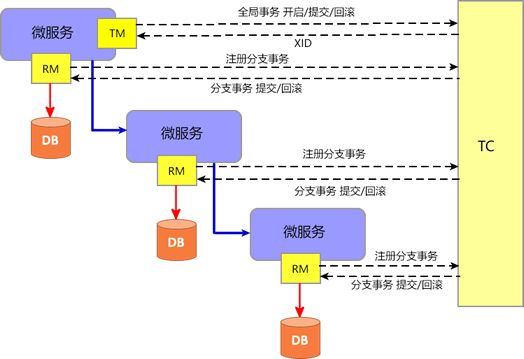 全局事务 开启/提交/回滚
微服务
TM
XID
RM
注册分支事务
分支事务 提交/回滚
DB
微服务
TC
注册分支事务
RM
分支事务 提交/回滚
DB
微服务
注册分支事务
RM
分支事务 提交/回滚
DB